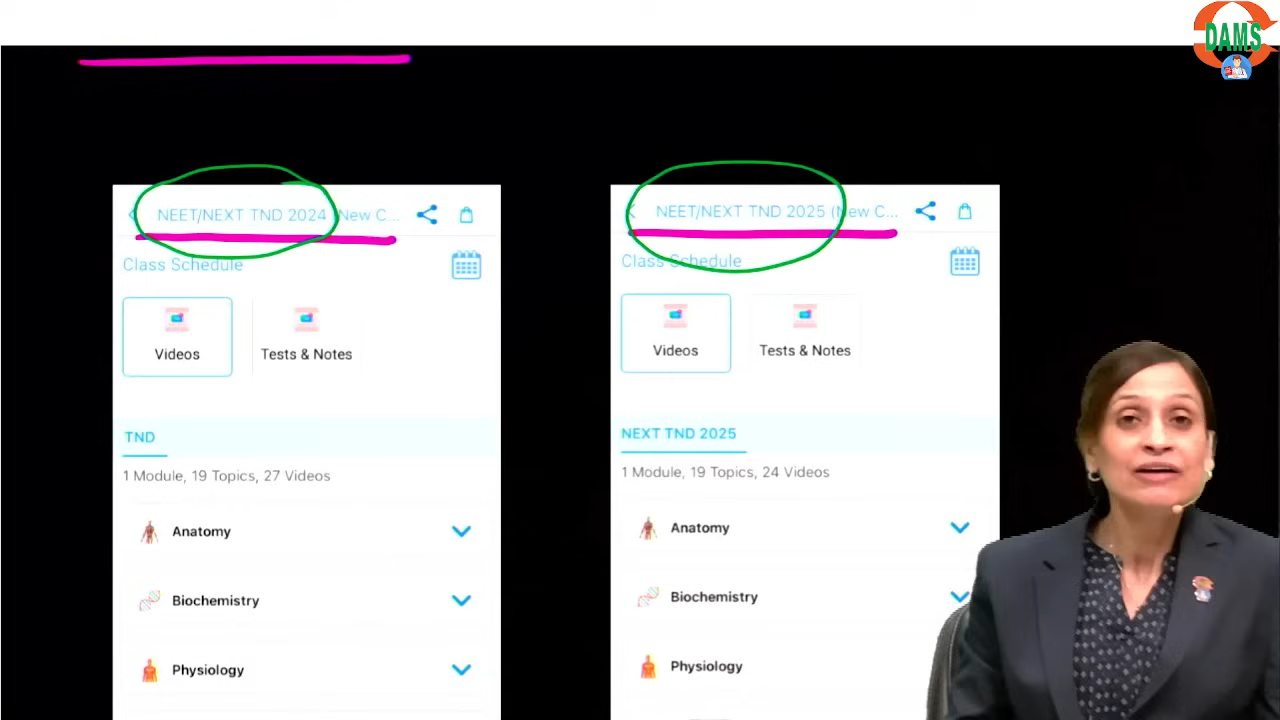 DAMS
NEET/NEXT TND 2024 (New C...
Class Schedule
Videos
Tests & Notes
TND
1 Module, 19 Topics, 27 Videos
Anatomy
Biochemistry
Physiology
NEET/NEXT TND 2025 (New C...
Class Schedule
Videos
Tests & Notes
NEXT TND 2025
1 Module, 19 Topics, 24 Videos
Anatomy
Biochemistry
Physiology